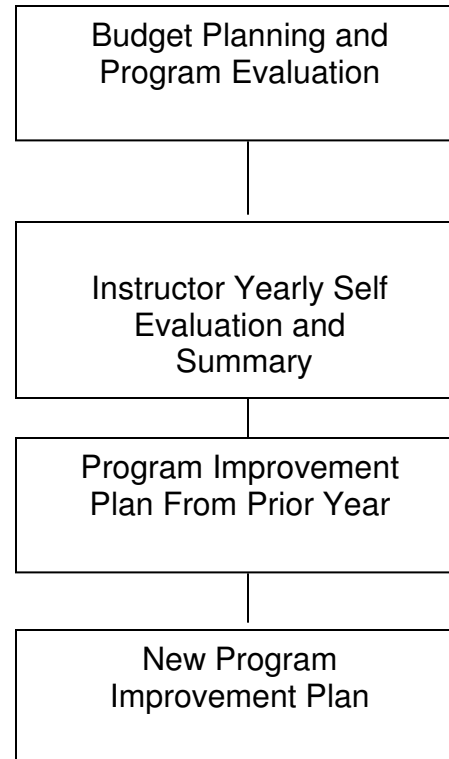 Budget Planning and
Program Evaluation
Instructor Yearly Self
Evaluation and
Summary
Program Improvement
Plan From Prior Year
New Program
Improvement Plan